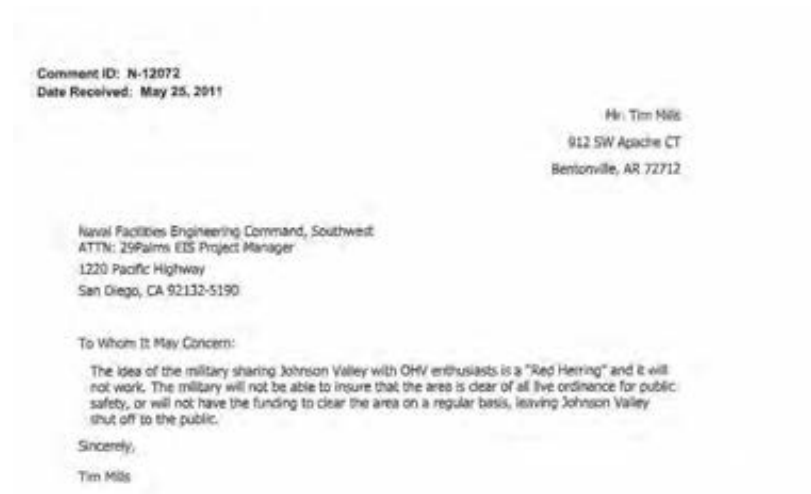 Comment ID: N-12072
Date Received: May 25, 2011
Mr. Tim Mills
912 SW Apache CT
Bentonville, AR 72712
Naval Facilities Engineering Command, Southwest
ATTN: 29Palms EIS Project Manager
1220 Pacific Highway
San Diego, CA 92132-5190
To Whom It May Concern:
The idea of the military sharing Johnson Valley with OHV enthusiasts is a "Red Herring" and it will
not work. The military will not be able to insure that the area is clear of all live ordinance for public
safety, or will not have the funding to clear the area on a regular basis, leaving Johnson Valley
shut off to the public.
Sincerely,
Tim Mills